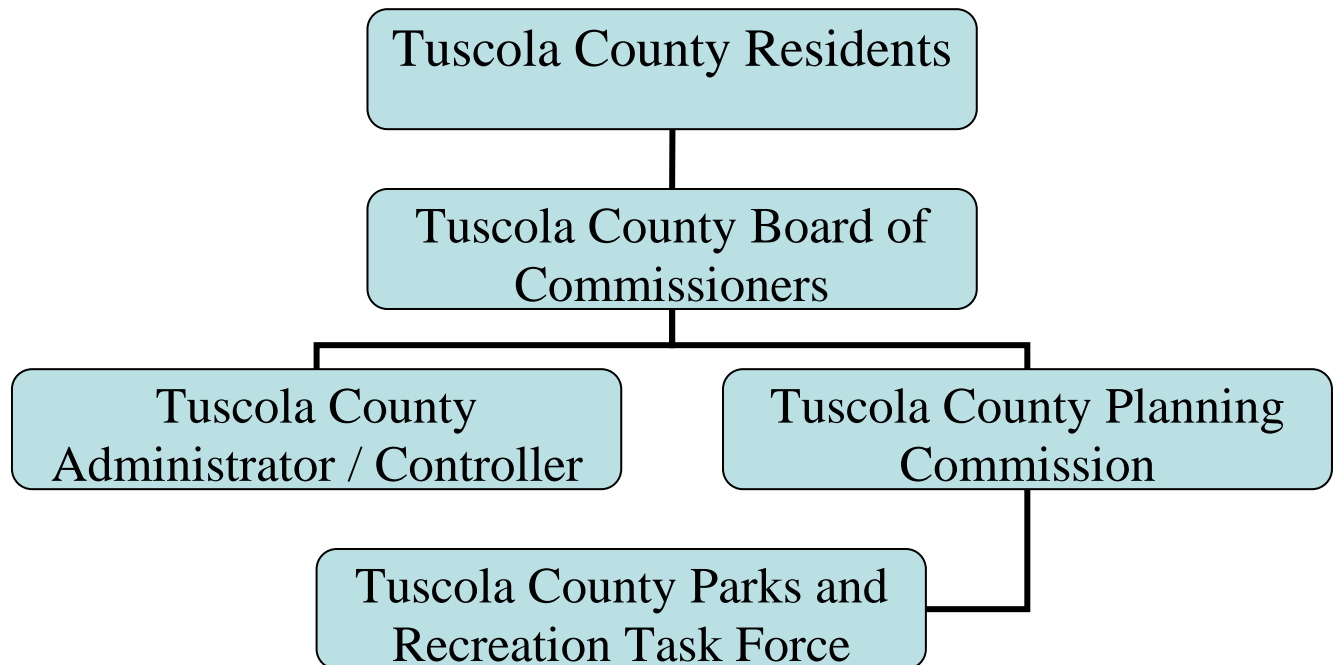 Tuscola County Residents
Tuscola County Board of
Commissioners
Tuscola County
Administrator / Controller
Tuscola County Planning
Commission
Tuscola County Parks and
Recreation Task Force